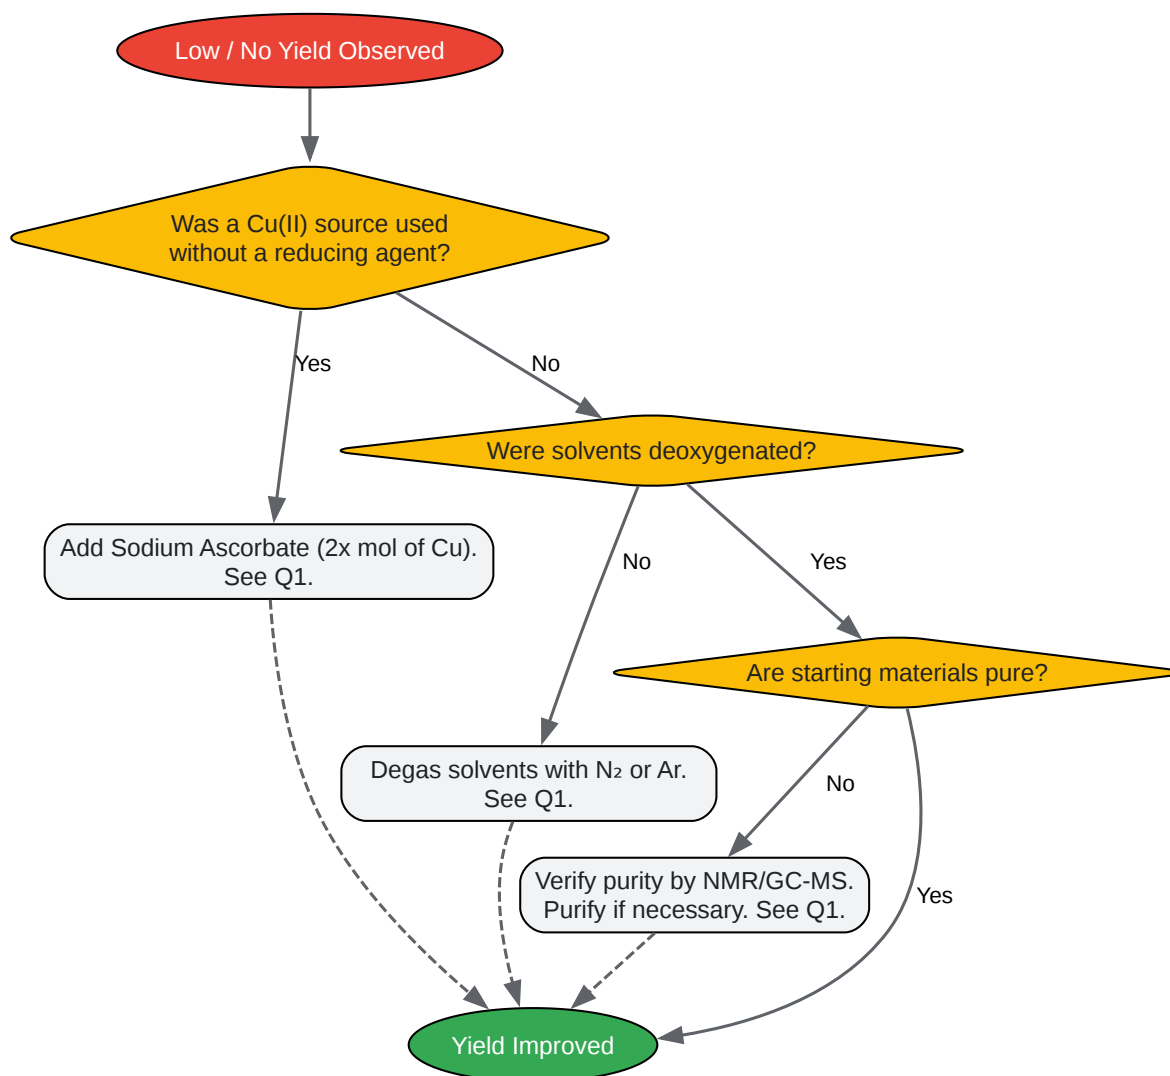 Low / No Yield Observed
Was a Cu(II) source used
without a reducing agent?
Yes
No
Were solvents deoxygenated?
Add Sodium Ascorbate (2x mol of Cu).
See Q1.
No
Yes
Are starting materials pure?
Degas solvents with N₂ or Ar.
See Q1.
No
Verify purity by NMR/GC-MS.
Purify if necessary. See Q1.
Yes
Yield Improved